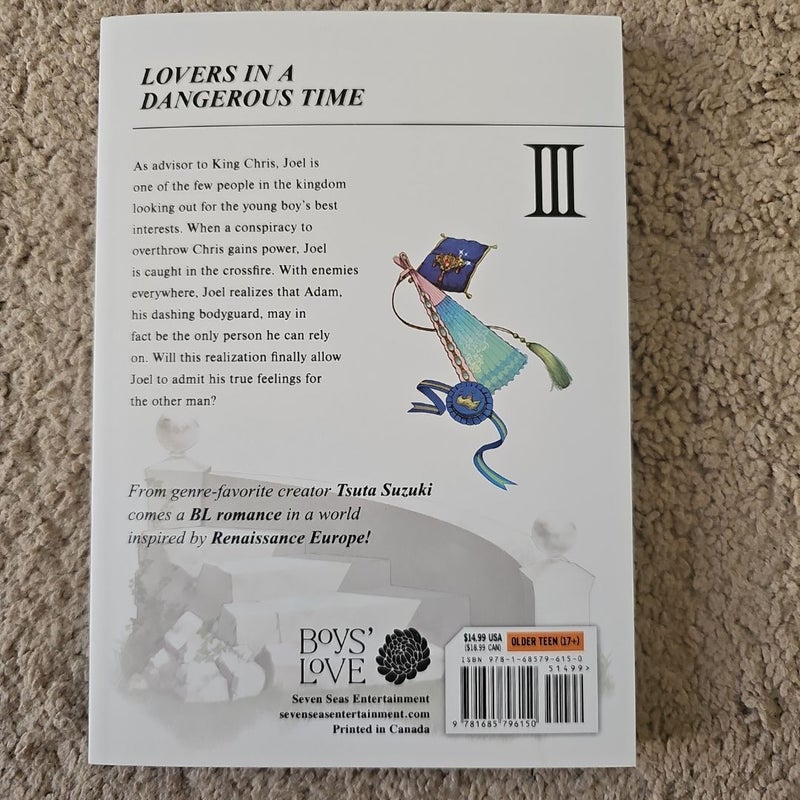 LOVERS IN A
DANGEROUS TIME
III
As advisor to King Chris, Joel is
one of the few people in the kingdom
looking out for the young boy's best
interests. When a conspiracy to
overthrow Chris gains power, Joel
is caught in the crossfire. With enemies
everywhere, Joel realizes that Adam,
his dashing bodyguard, may in
fact be the only person he can rely
on. Will this realization finally allow
Joel to admit his true feelings for
the other man?
From genre-favorite creator Tsuta Suzuki
comes a BL romance in a world
inspired by Renaissance Europe!
BOYS'
LOVE
Seven Seas Entertainment
sevenseasentertainment.com
Printed in Canada
$14.99 USA
($18.99 CAN)
OLDER TEEN (17+)
ISBN 978-1-68579-615-0
51499>
9 781685 796150